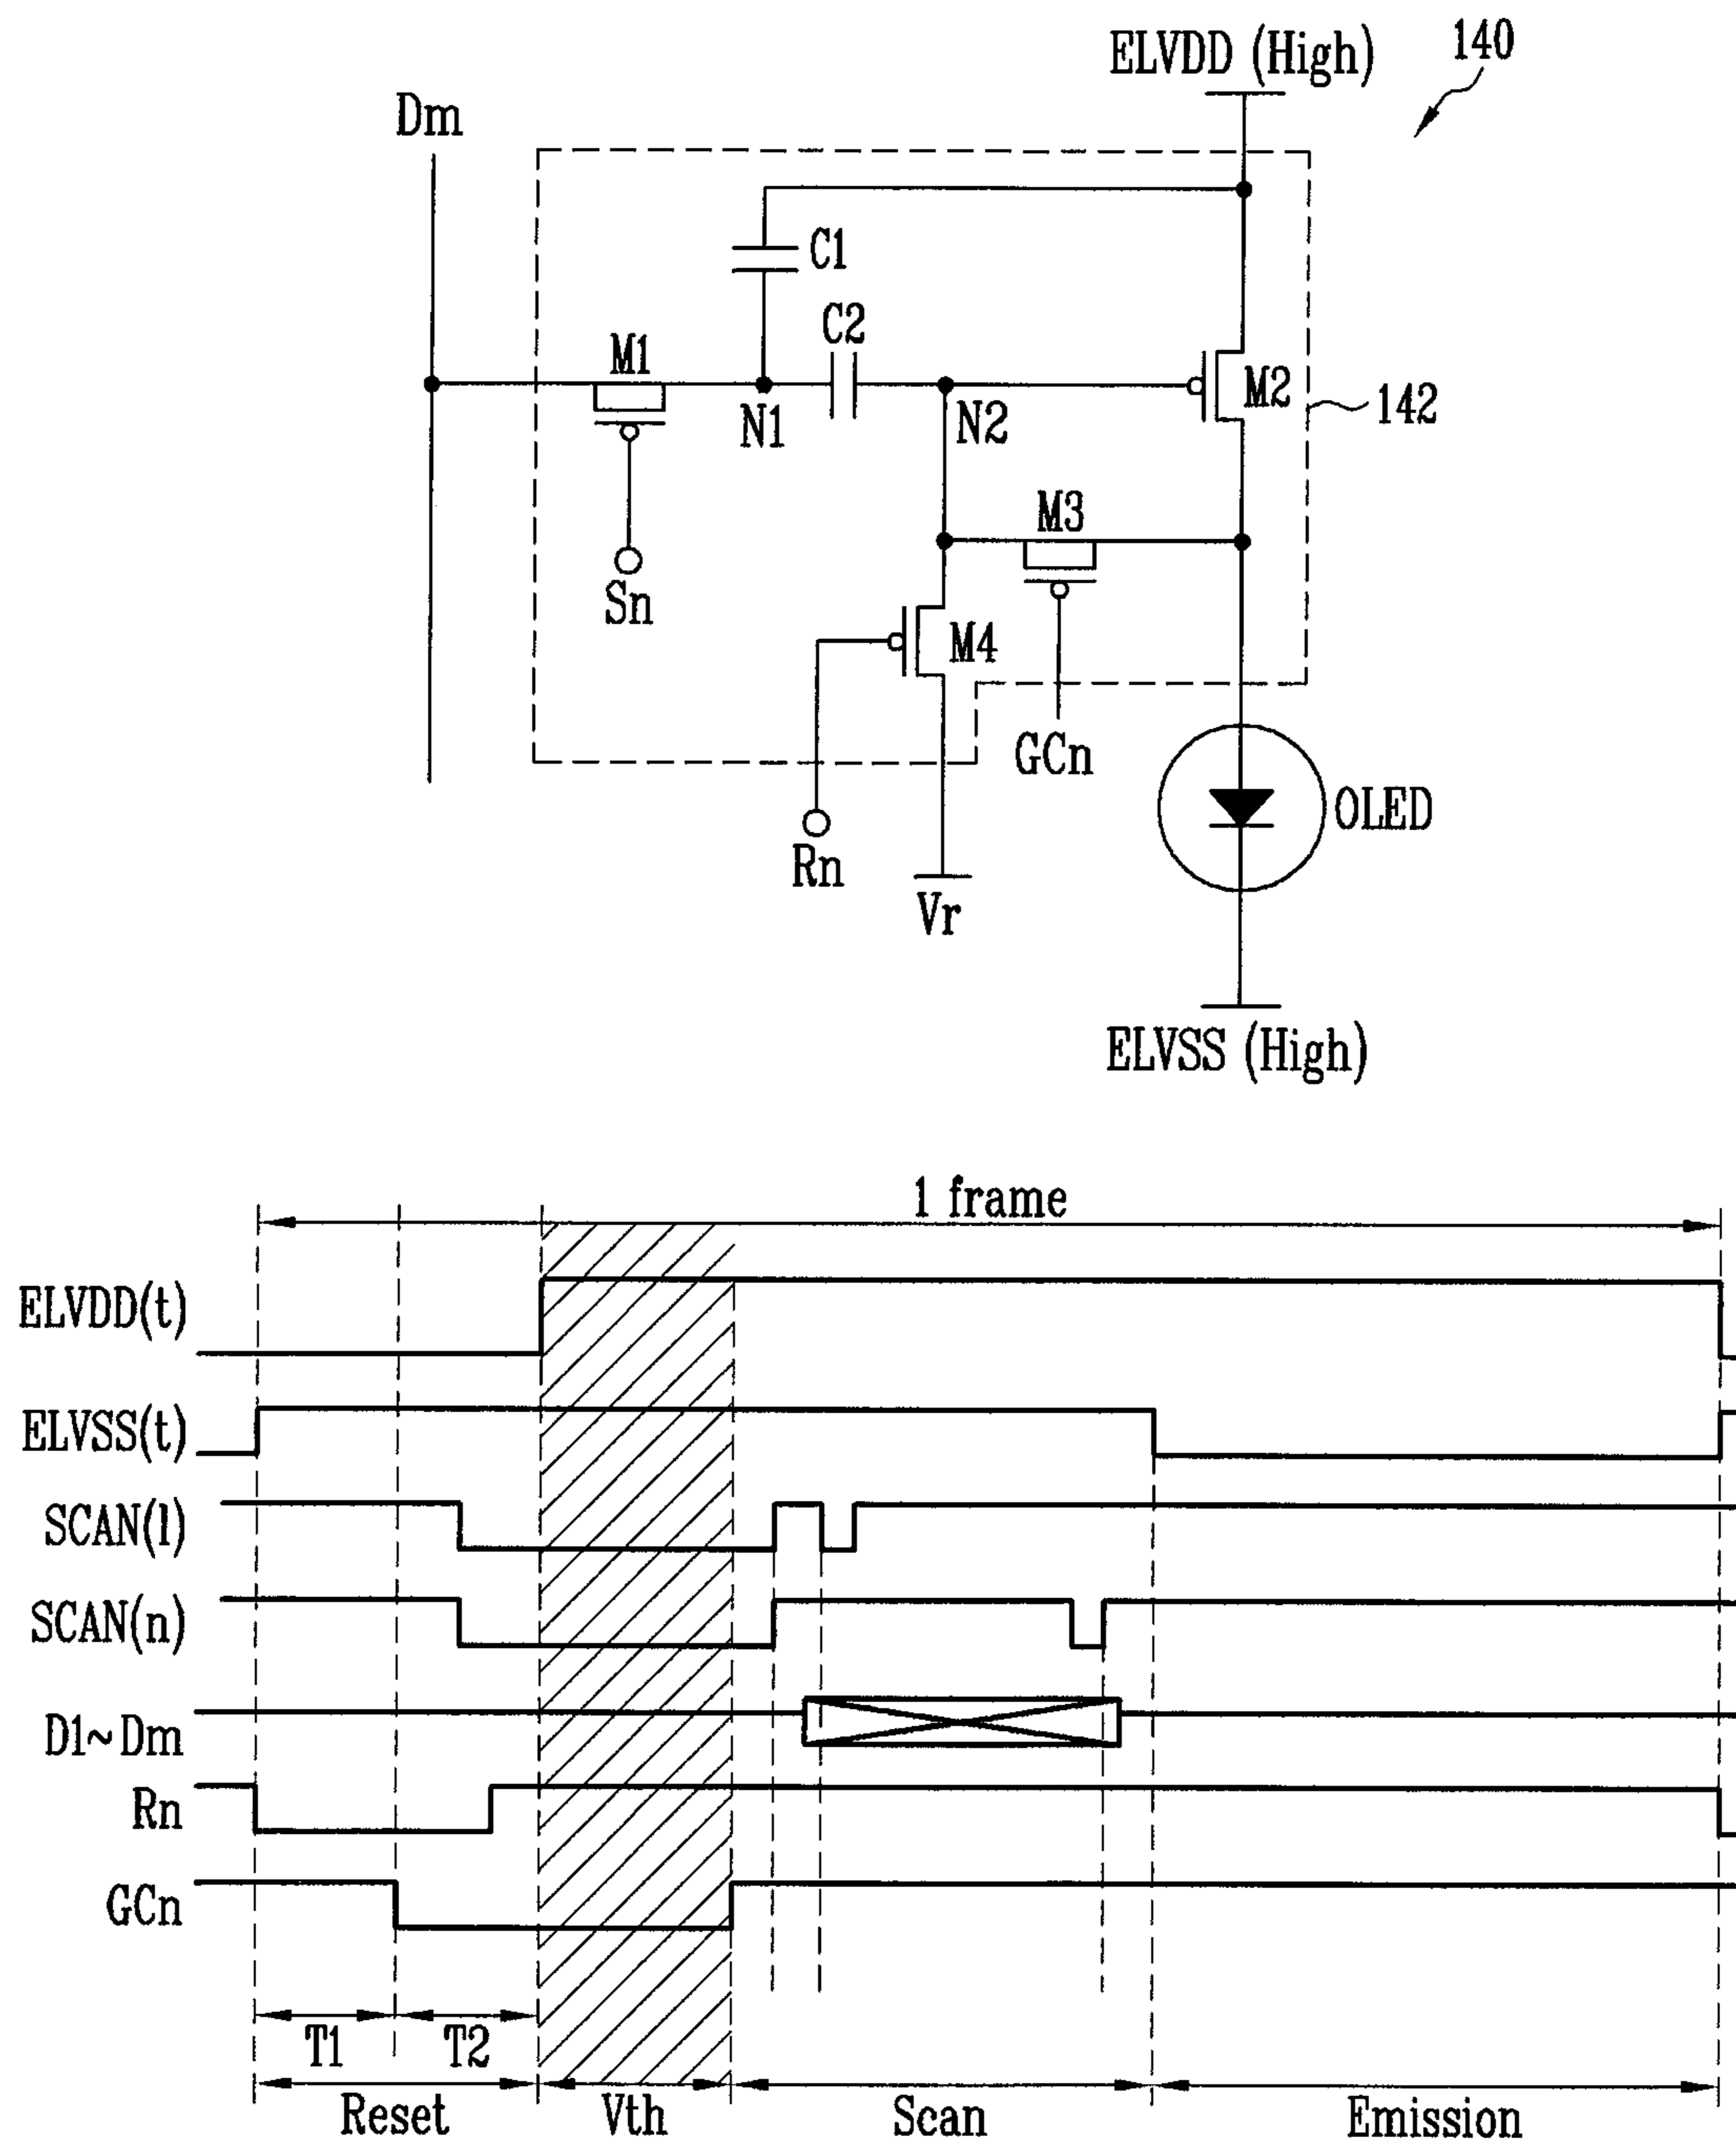 ELVDD (High)
140
Dm
C1
C2
M1
M2
142
N1
N2
M3
Sn
M4
GCn
OLED
Rn
Vr
ELVSS (High)
1 frame
ELVDD(t)
ELVSS(t)
SCAN(1)
SCAN(n)
D1~Dm
Rn
GCn
T1
T2
Reset
Vth
Scan
Emission